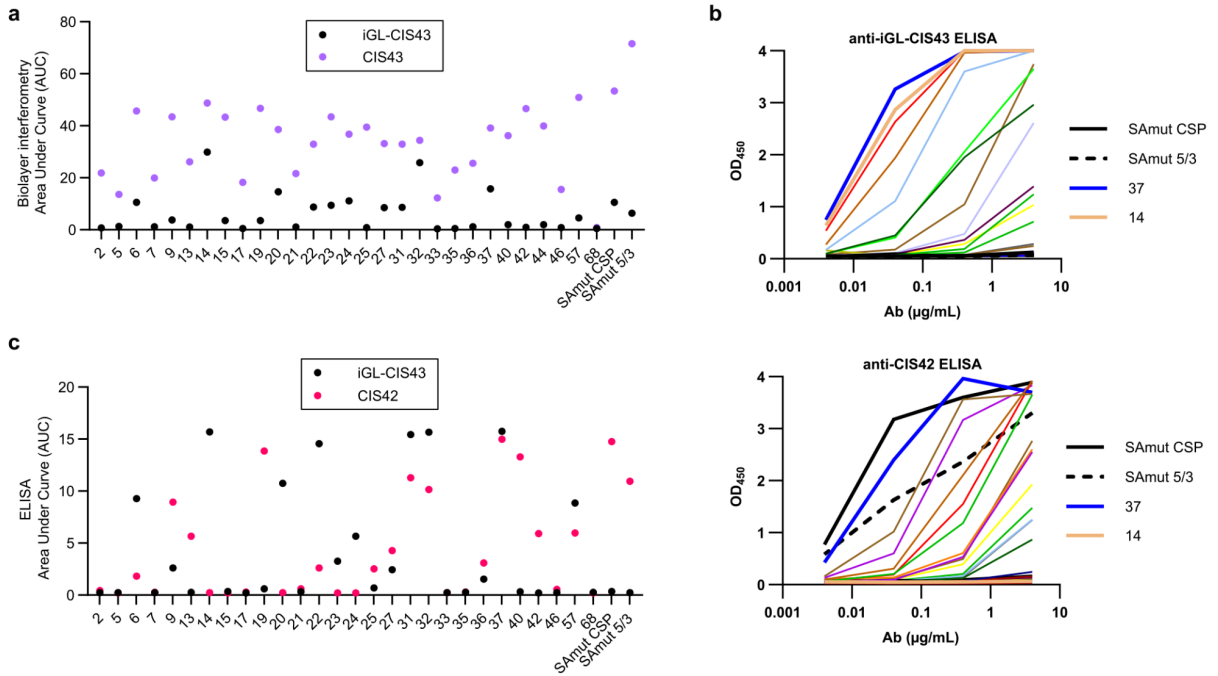 a
Biolayer interferometry
Area Under Curve (AUC)
80
60
40
20
0
iGL-CIS43
CIS43
2 5 6 7 9 13 14 15 17 19 20 21 22 23 24 25 27 31 32 33 35 36 37 40 42 44 46 57 68 SAmut CSP SAmut 5/3
b
anti-iGL-CIS43 ELISA
OD450
4
3
2
1
0
0.001 0.01 0.1 1 10
Ab (µg/mL)
SAmut CSP
SAmut 5/3
37
14
c
ELISA
Area Under Curve (AUC)
20
15
10
5
0
iGL-CIS43
CIS42
2 5 6 7 9 13 14 15 17 19 20 21 22 23 24 25 27 31 32 33 35 36 37 40 42 46 57 68 SAmut CSP SAmut 5/3
anti-CIS42 ELISA
OD450
4
3
2
1
0
0.001 0.01 0.1 1 10
Ab (µg/mL)
SAmut CSP
SAmut 5/3
37
14